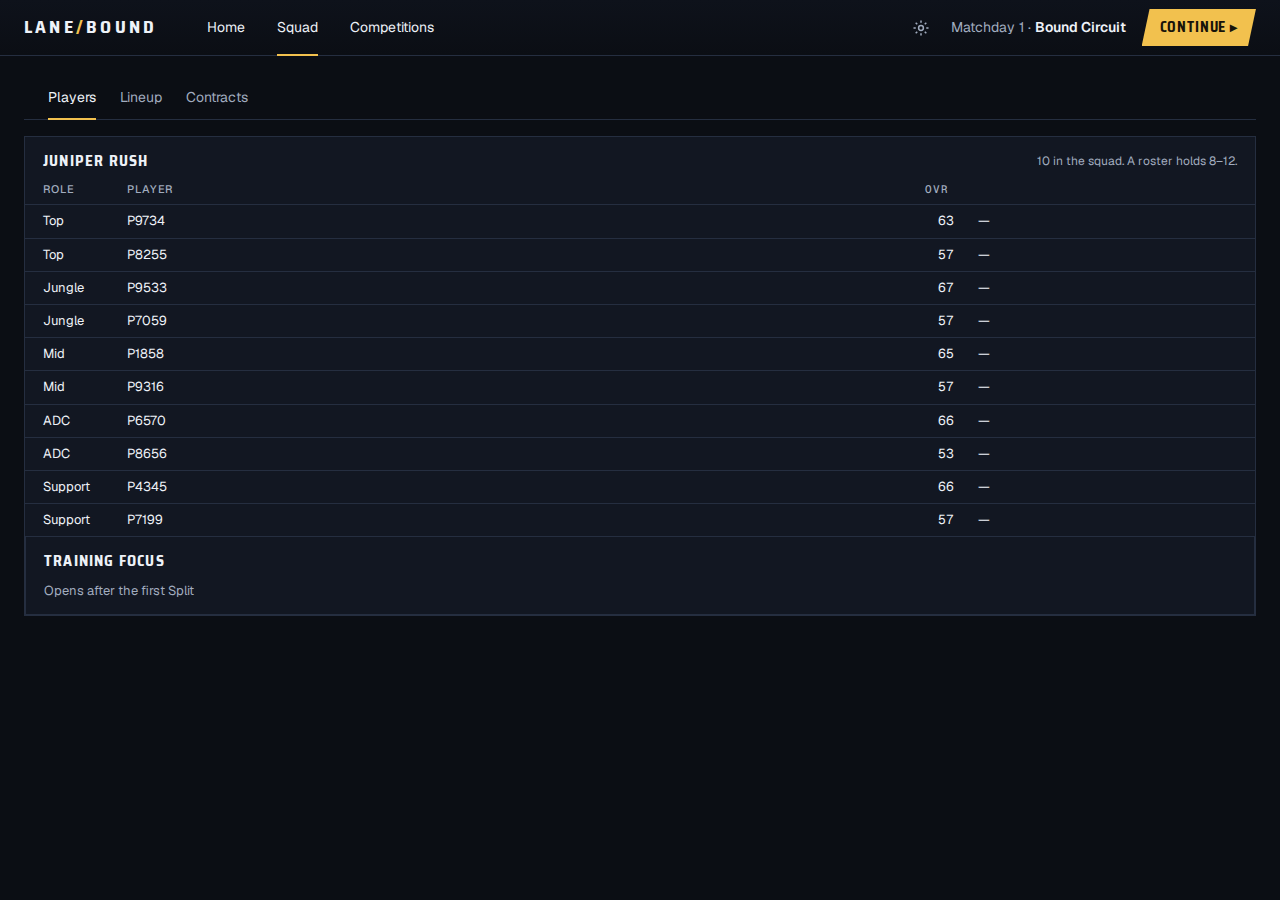 LANE/BOUND Home Squad Competitions Matchday 1 · Bound Circuit CONTINUE ▸
Players Lineup Contracts
JUNIPER RUSH 10 in the squad. A roster holds 8–12.
ROLE PLAYER OVR
Top P9734 63 —
Top P8255 57 —
Jungle P9533 67 —
Jungle P7059 57 —
Mid P1858 65 —
Mid P9316 57 —
ADC P6570 66 —
ADC P8656 53 —
Support P4345 66 —
Support P7199 57 —
TRAINING FOCUS
Opens after the first Split